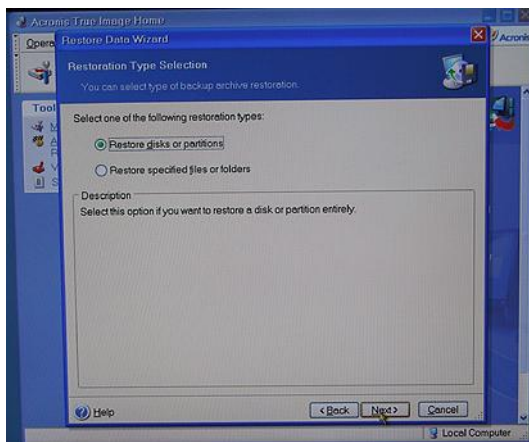 Acronis True Image Home
Restore Data Wizard
Acronis
Restoration Type Selection
You can select type of backup archive restoration.
Tool
Select one of the following restoration types:
Restore disks or partitions
Restore specified files or folders
Description
Select this option if you want to restore a disk or partition entirely.
Help
< Back
Next >
Cancel
Local Computer